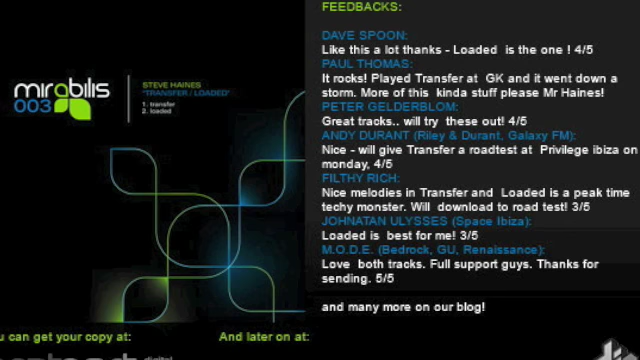 mirabilis
003
STEVE HAINES
"TRANSFER / LOADED"
1. transfer
2. loaded
FEEDBACKS:
DAVE SPOON:
Like this a lot thanks - Loaded is the one ! 4/5
PAUL THOMAS:
It rocks! Played Transfer at GK and it went down a
storm. More of this kinda stuff please Mr Haines!
PETER GELDERBLOM:
Great tracks.. will try these out! 4/5
ANDY DURANT (Riley & Durant, Galaxy FM):
Nice - will give Transfer a roadtest at Privilege ibiza on
monday, 4/5
FILTHY RICH:
Nice melodies in Transfer and Loaded is a peak time
techy monster. Will download to road test! 3/5
JOHNATAN ULYSSES (Space Ibiza):
Loaded is best for me! 3/5
M.O.D.E. (Bedrock, GU, Renaissance):
Love both tracks. Full support guys. Thanks for
sending. 5/5
and many more on our blog!
u can get your copy at:
And later on at:
digital